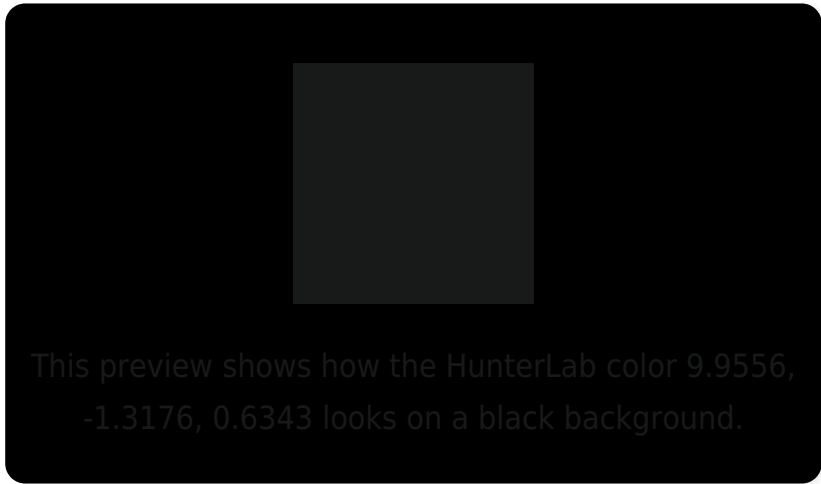 This preview shows how the HunterLab color 9.9556,
-1.3176, 0.6343 looks on a black background.